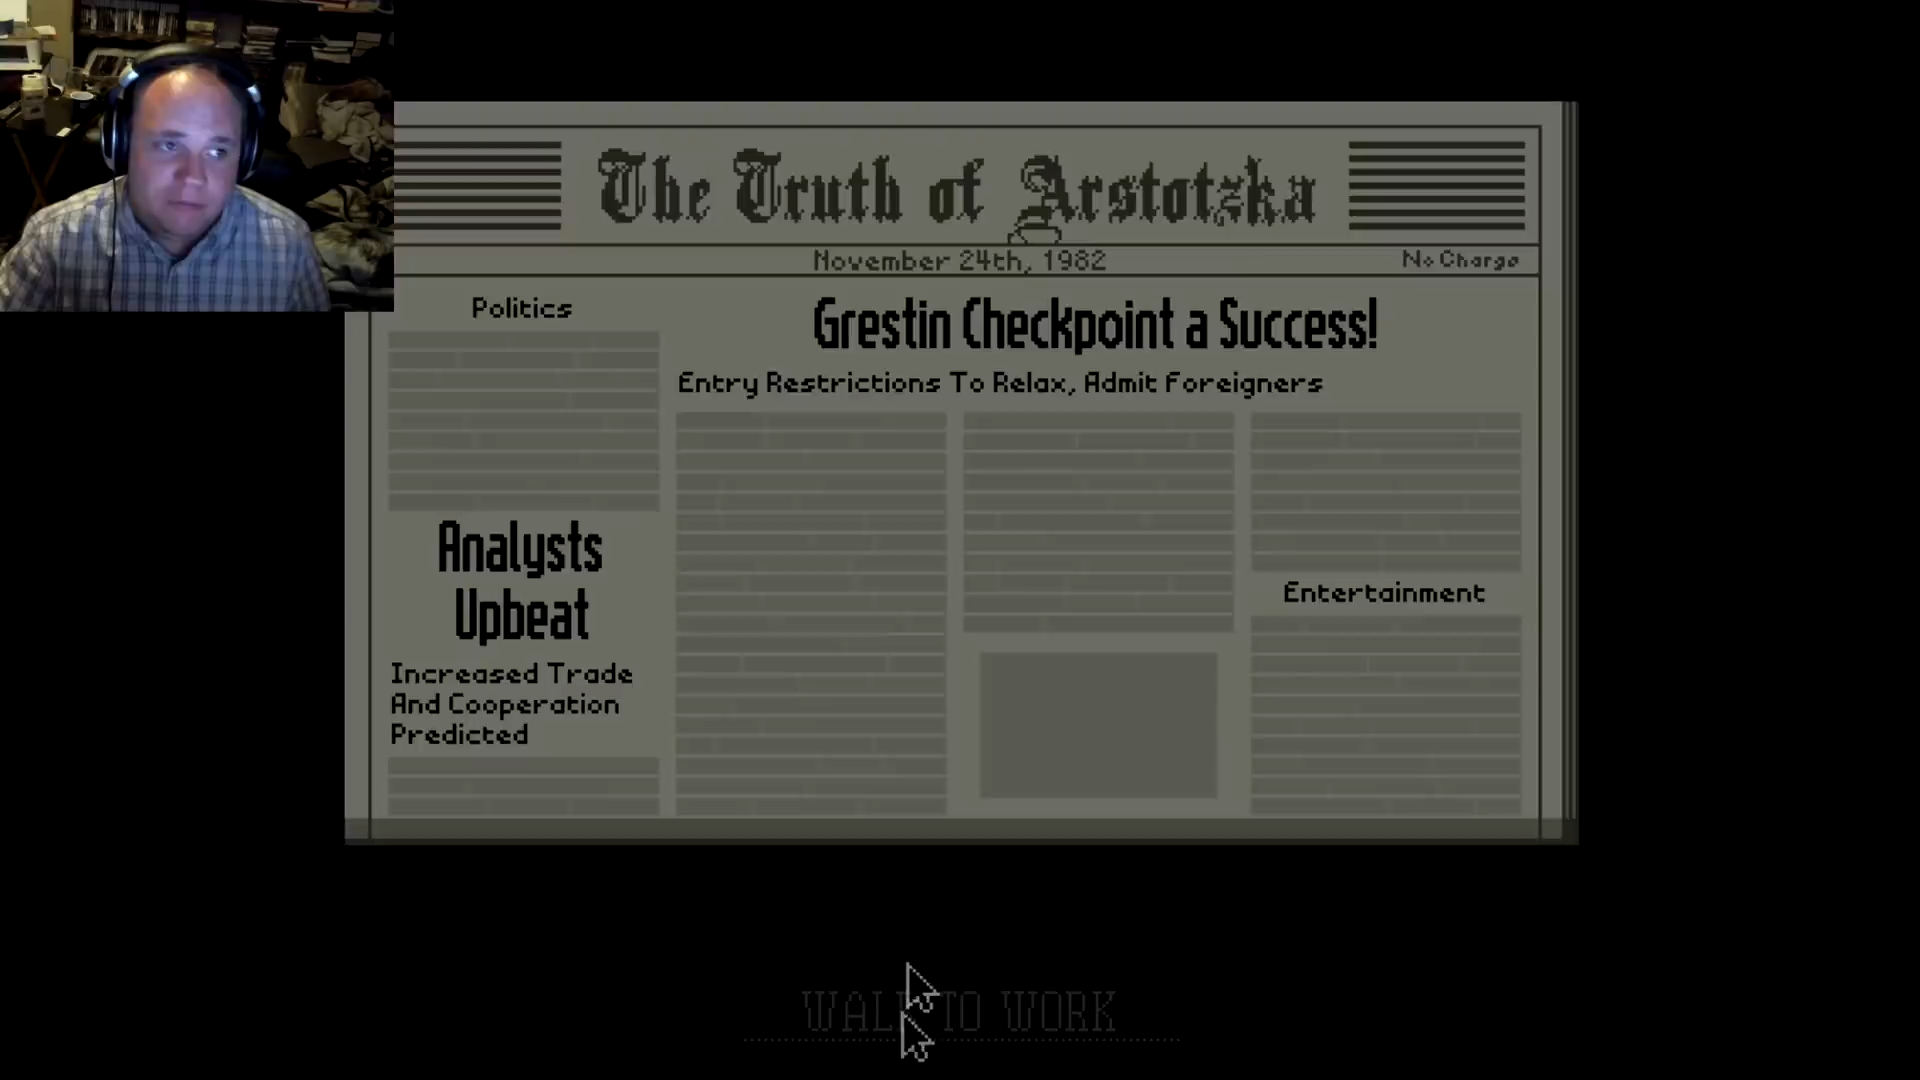 The Truth of Arstotzka
November 24th, 1982
No Charge
Politics
Analysts
Upbeat
Increased Trade
And Cooperation
Predicted
Grestin Checkpoint a Success!
Entry Restrictions To Relax, Admit Foreigners
Entertainment
WALK TO WORK